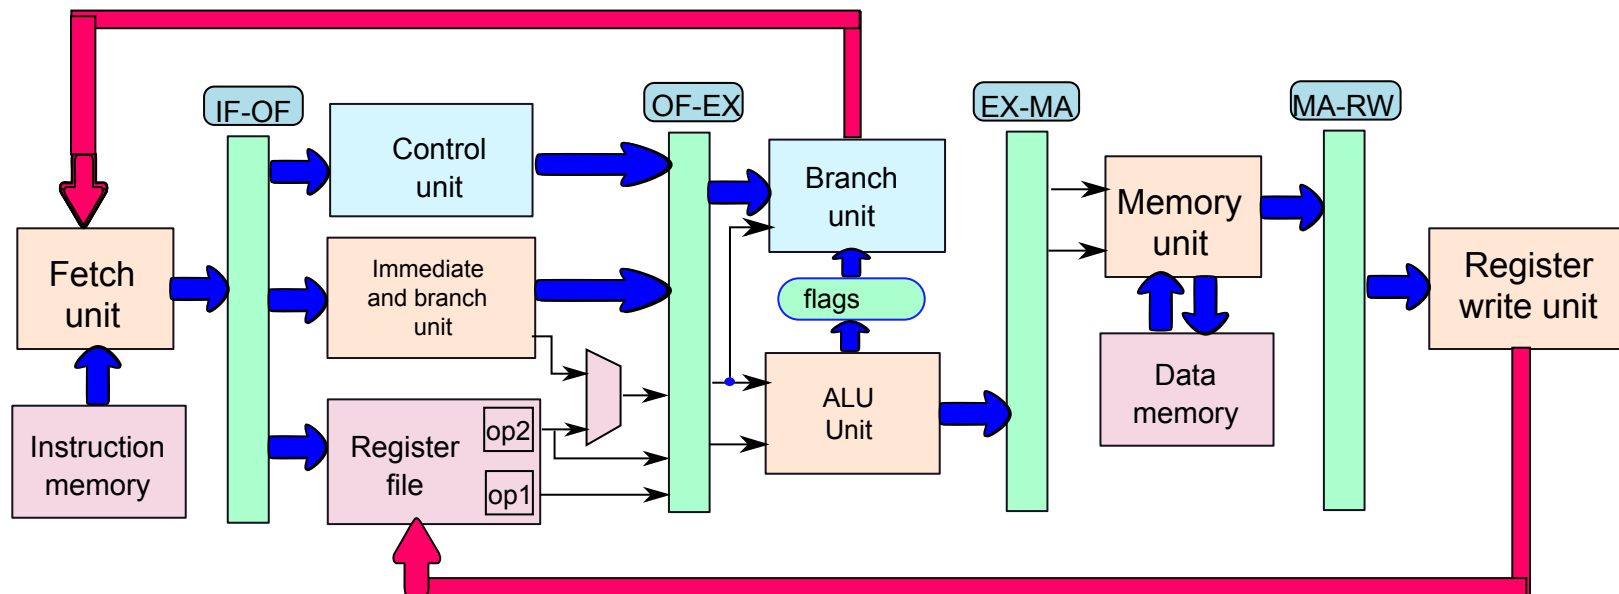 IF-OF
OF-EX
EX-MA
MA-RW
Control
unit
Branch
unit
Memory
unit
Fetch
unit
Immediate
and branch
unit
flags
Register
write unit
Instruction
memory
Register
file
op2
op1
ALU
Unit
Data
memory